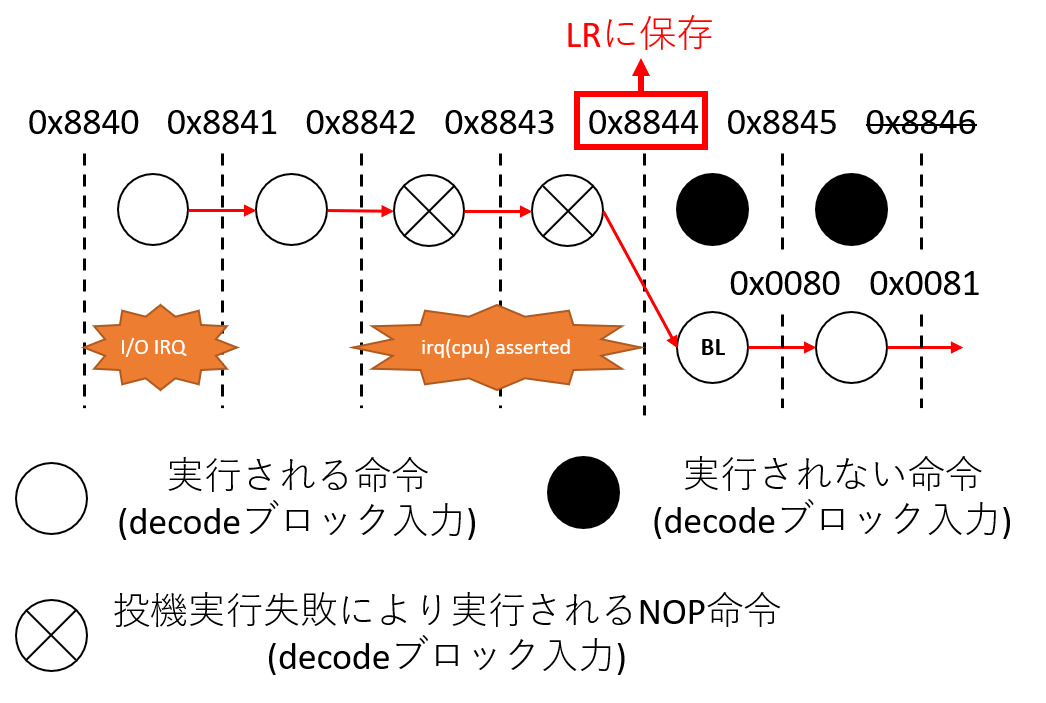 LRに保存
0x8840 0x8841 0x8842 0x8843 0x8844 0x8845 0x8846
0x0080 0x0081
I/O IRQ irq(cpu) asserted BL
実行される命令
(decodeブロック入力)
実行されない命令
(decodeブロック入力)
投機実行失敗により実行されるNOP命令
(decodeブロック入力)